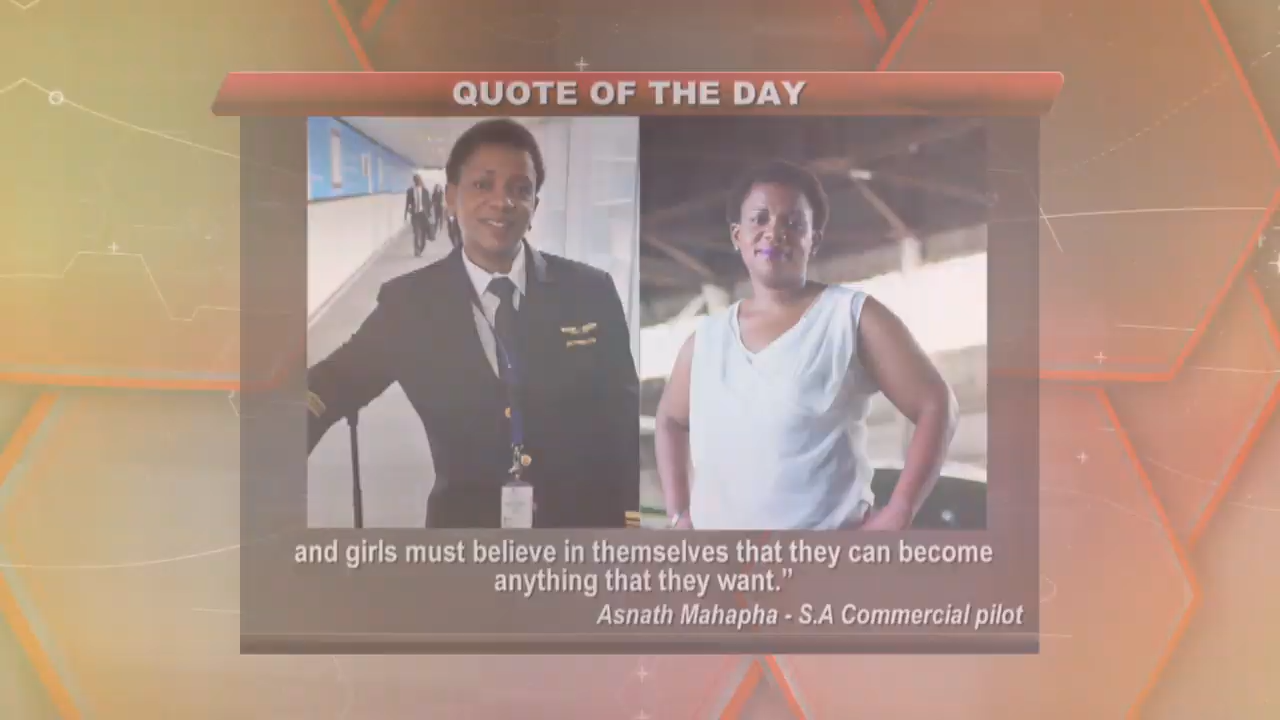 QUOTE OF THE DAY
and girls must believe in themselves that they can become
anything that they want.”
Asnath Mahapha - S.A Commercial pilot